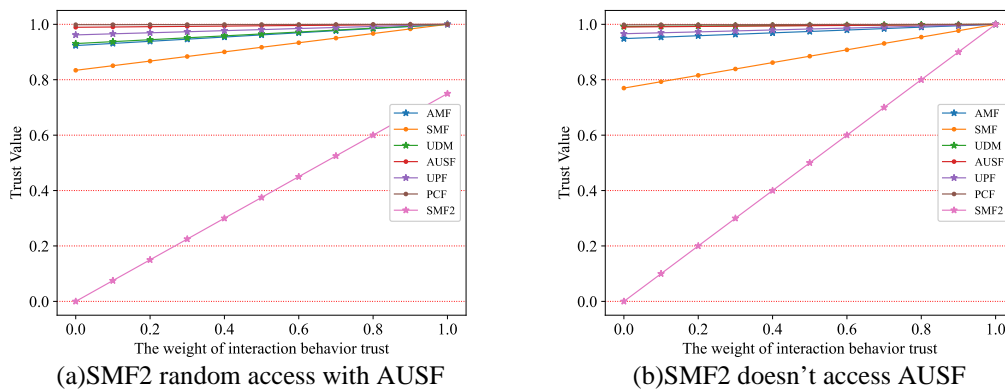 1.0
0.8
0.6
0.4
0.2
0.0
Trust Value
AMF
SMF
UDM
AUSF
UPF
PCF
SMF2
0.0 0.2 0.4 0.6 0.8 1.0
The weight of interaction behavior trust
(a)SMF2 random access with AUSF
1.0
0.8
0.6
0.4
0.2
0.0
Trust Value
AMF
SMF
UDM
AUSF
UPF
PCF
SMF2
0.0 0.2 0.4 0.6 0.8 1.0
The weight of interaction behavior trust
(b)SMF2 doesn’t access AUSF